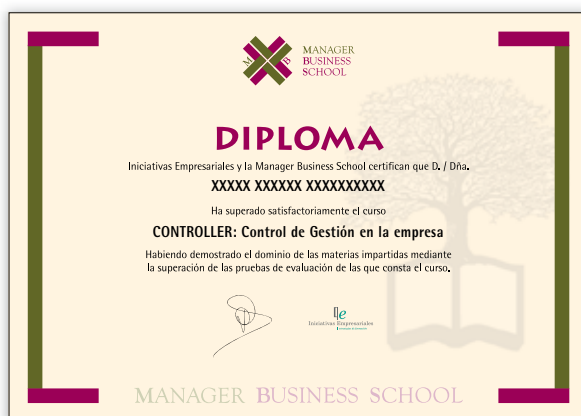 M
B
MANAGER
BUSINESS
SCHOOL
DIPLOMA
Iniciativas Empresariales y la Manager Business School certifican que D. / Dña.
XXXXX XXXXXX XXXXXXXXXX
Ha superado satisfactoriamente el curso
CONTROLLER: Control de Gestión en la empresa
Habiendo demostrado el dominio de las materias impartidas mediante
la superación de las pruebas de evaluación de las que consta el curso.
Ie
Iniciativas Empresariales
MANAGER BUSINESS SCHOOL